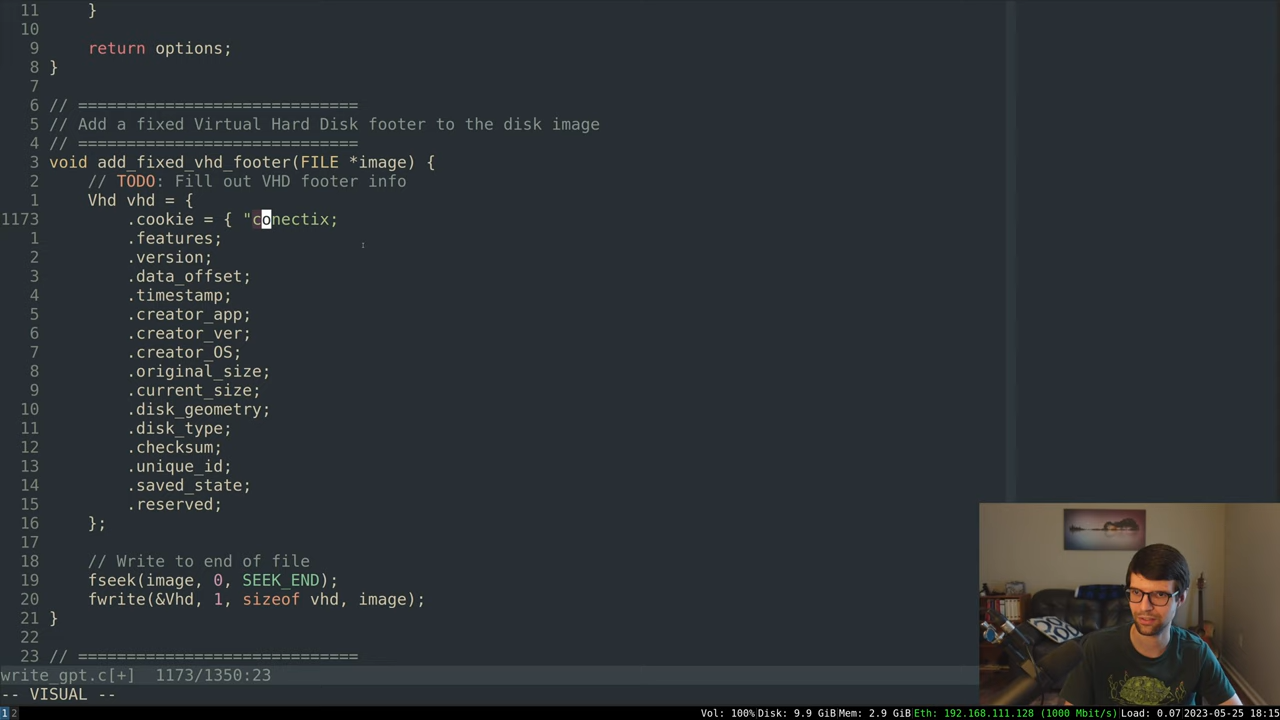 11     }
10
9     return options;
8 }
7
6 // =============================
5 // Add a fixed Virtual Hard Disk footer to the disk image
4 // =============================
3 void add_fixed_vhd_footer(FILE *image) {
2     // TODO: Fill out VHD footer info
1     Vhd vhd = {
1173         .cookie = { "conectix;
1         .features;
2         .version;
3         .data_offset;
4         .timestamp;
5         .creator_app;
6         .creator_ver;
7         .creator_OS;
8         .original_size;
9         .current_size;
10         .disk_geometry;
11         .disk_type;
12         .checksum;
13         .unique_id;
14         .saved_state;
15         .reserved;
16     };
17
18     // Write to end of file
19     fseek(image, 0, SEEK_END);
20     fwrite(&Vhd, 1, sizeof vhd, image);
21 }
22
23 // =============================
write_gpt.c[+]  1173/1350:23
-- VISUAL --
1 2 Vol: 100% Disk: 9.9 GiB Mem: 2.9 GiB Eth: 192.168.111.128 (1000 Mbit/s) Load: 0.07 2023-05-25 18:15